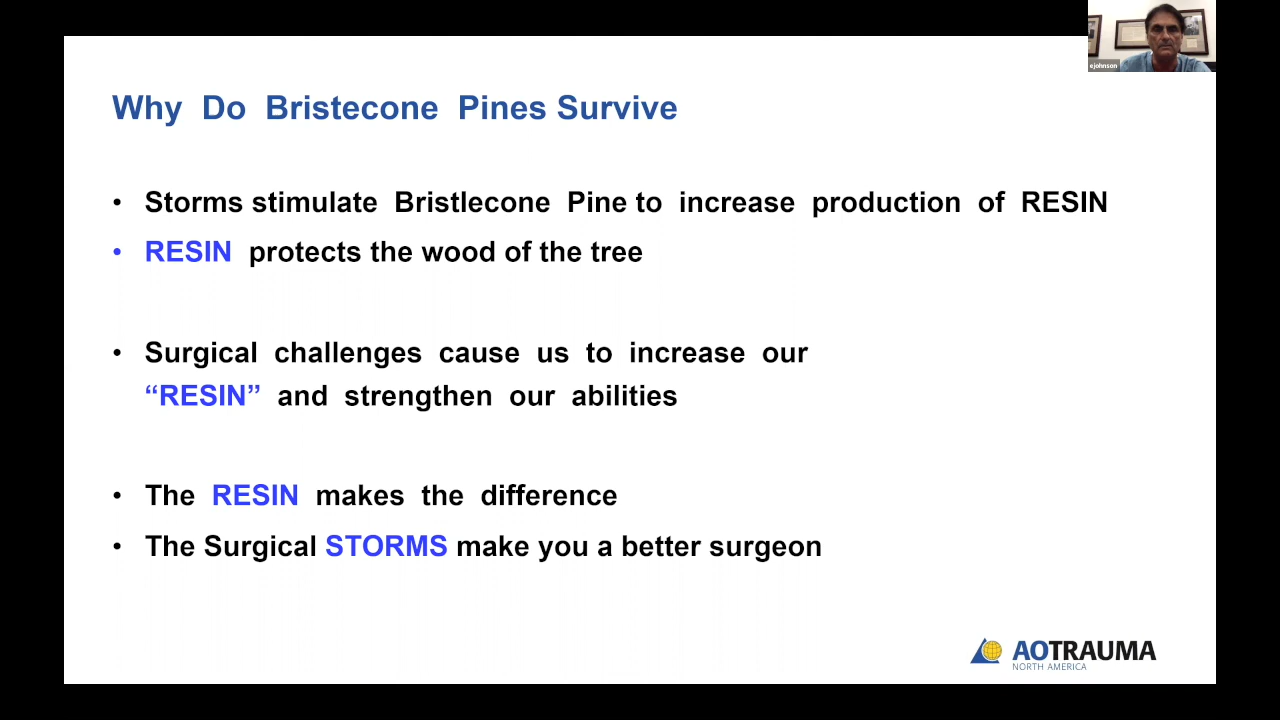 ejohnson
Why Do Bristecone Pines Survive
• Storms stimulate Bristlecone Pine to increase production of RESIN
• RESIN protects the wood of the tree
• Surgical challenges cause us to increase our
“RESIN” and strengthen our abilities
• The RESIN makes the difference
• The Surgical STORMS make you a better surgeon
AOTRAUMA
NORTH AMERICA